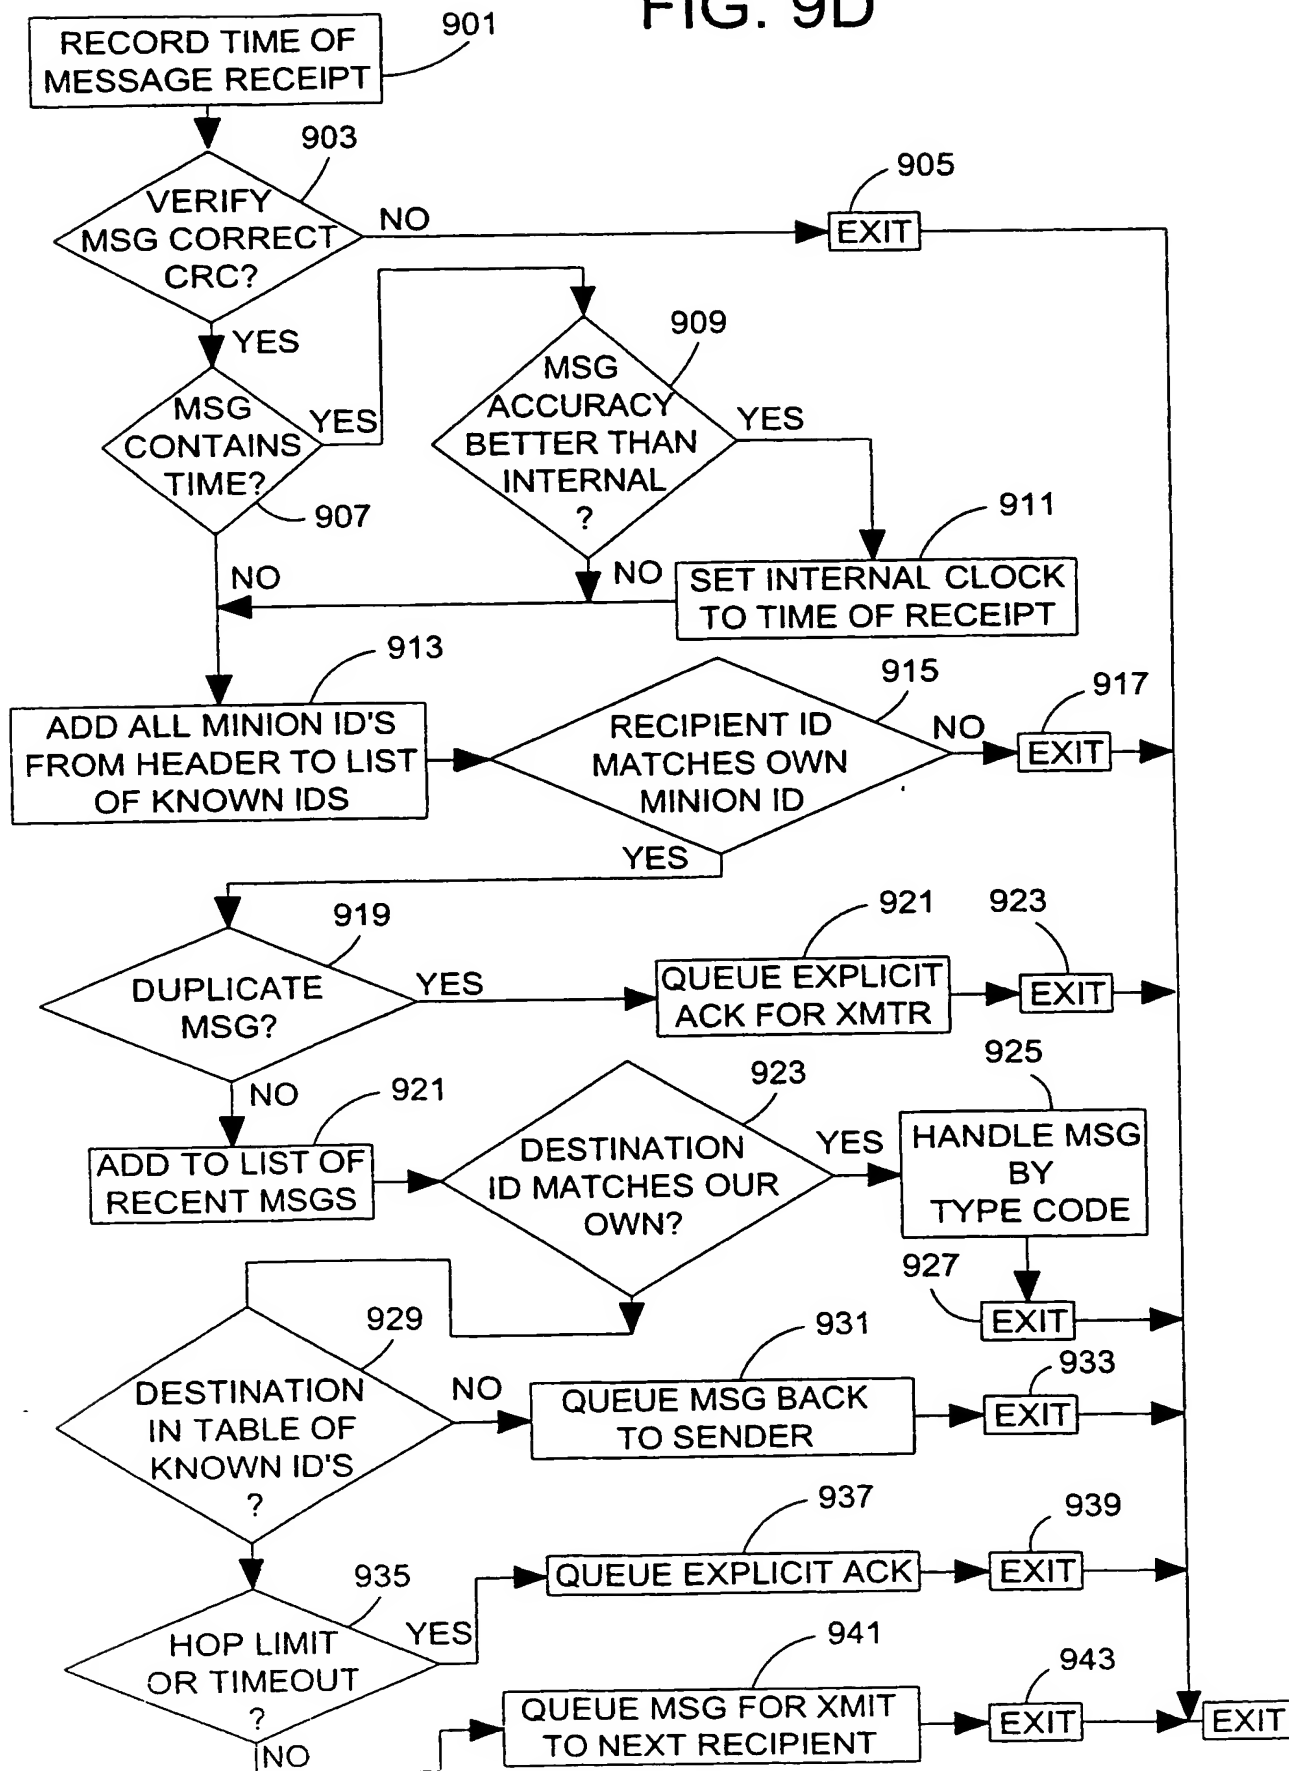 FIG. 9D
RECORD TIME OF
MESSAGE RECEIPT
901
903
VERIFY
MSG CORRECT
CRC?
NO
905
EXIT
YES
909
MSG
ACCURACY
BETTER THAN
INTERNAL
?
YES
MSG
CONTAINS
TIME?
YES
907
911
SET INTERNAL CLOCK
TO TIME OF RECEIPT
NO
NO
913
ADD ALL MINION ID'S
FROM HEADER TO LIST
OF KNOWN IDS
915
RECIPIENT ID
MATCHES OWN
MINION ID
NO
917
EXIT
YES
919
DUPLICATE
MSG?
YES
921
QUEUE EXPLICIT
ACK FOR XMTR
923
EXIT
NO
921
ADD TO LIST OF
RECENT MSGS
923
DESTINATION
ID MATCHES OUR
OWN?
YES
925
HANDLE MSG
BY
TYPE CODE
927
EXIT
929
DESTINATION
IN TABLE OF
KNOWN ID'S
?
NO
931
QUEUE MSG BACK
TO SENDER
933
EXIT
935
HOP LIMIT
OR TIMEOUT
?
YES
937
QUEUE EXPLICIT ACK
939
EXIT
NO
941
QUEUE MSG FOR XMIT
TO NEXT RECIPIENT
943
EXIT
EXIT